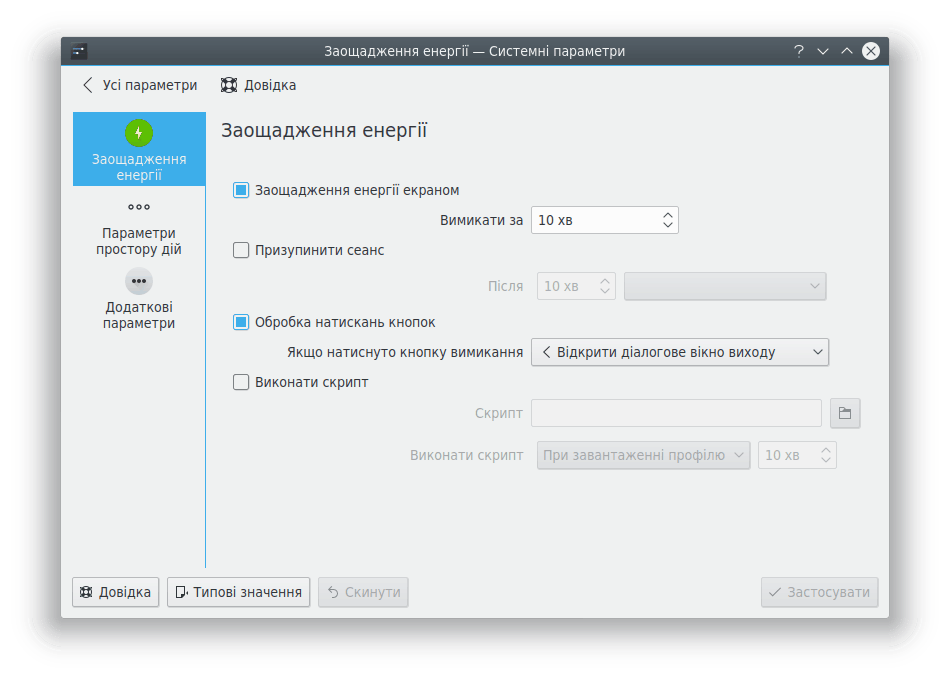 Заощадження енергії — Системні параметри
Усі параметри
Довідка
Заощадження
енергії
Параметри
простору дій
Додаткові
параметри
Заощадження енергії
Заощадження енергії екраном
Вимикати за 10 хв
Призупинити сеанс
Після 10 хв
Обробка натискань кнопок
Якщо натиснуто кнопку вимикання Відкрити діалогове вікно виходу
Виконати скрипт
Скрипт
Виконати скрипт При завантаженні профілю 10 хв
Довідка Типові значення Скинути Застосувати